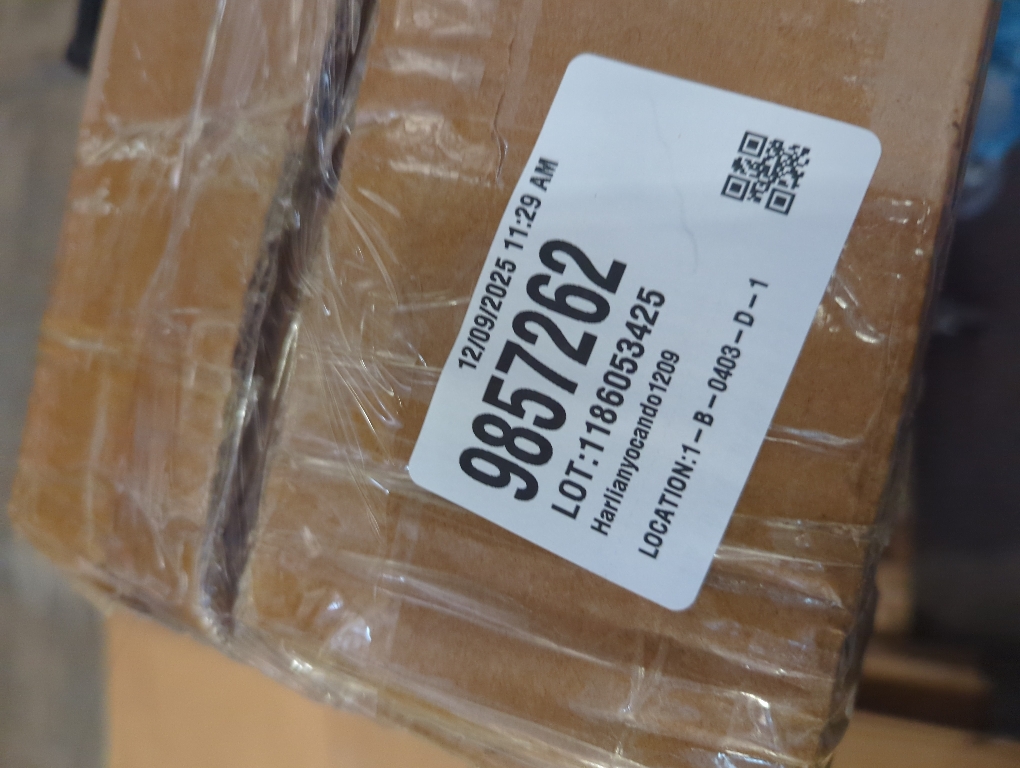 12/09/2025 11:29 AM
9857262
LOT:1186053425
Harlianyocando1209
LOCATION:1-B-0403-D-1